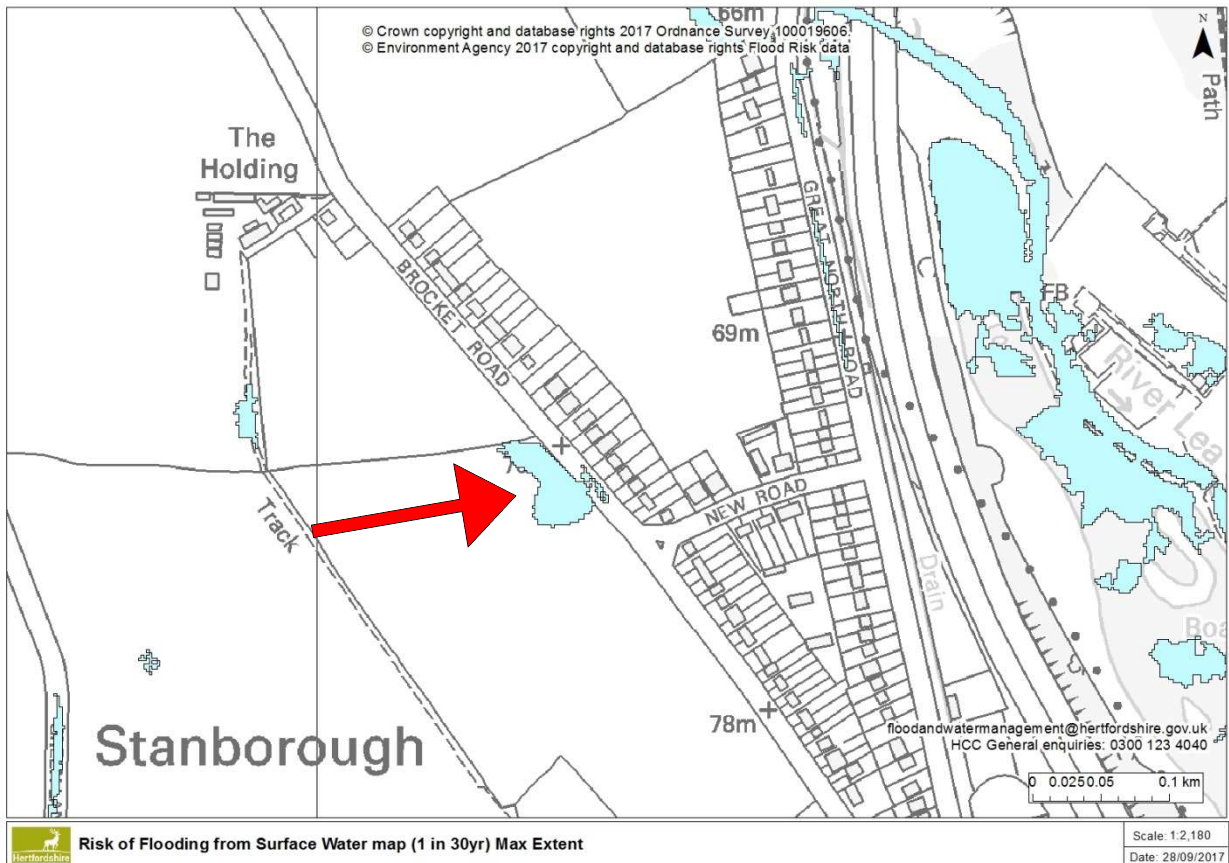 66m
© Crown copyright and database rights 2017 Ordnance Survey 100019606.
© Environment Agency 2017 copyright and database rights Flood Risk data
N
Path
The
Holding
BROCKET ROAD
GREAT NORTH ROAD
69m
FB
River Lea
NEW ROAD
Track
Drain
Boa
78m
Stanborough
floodandwatermanagement@hertfordshire.gov.uk
HCC General enquiries: 0300 123 4040
0 0.025 0.05 0.1 km
Hertfordshire
Risk of Flooding from Surface Water map (1 in 30yr) Max Extent
Scale: 1:2,180
Date: 28/09/2017